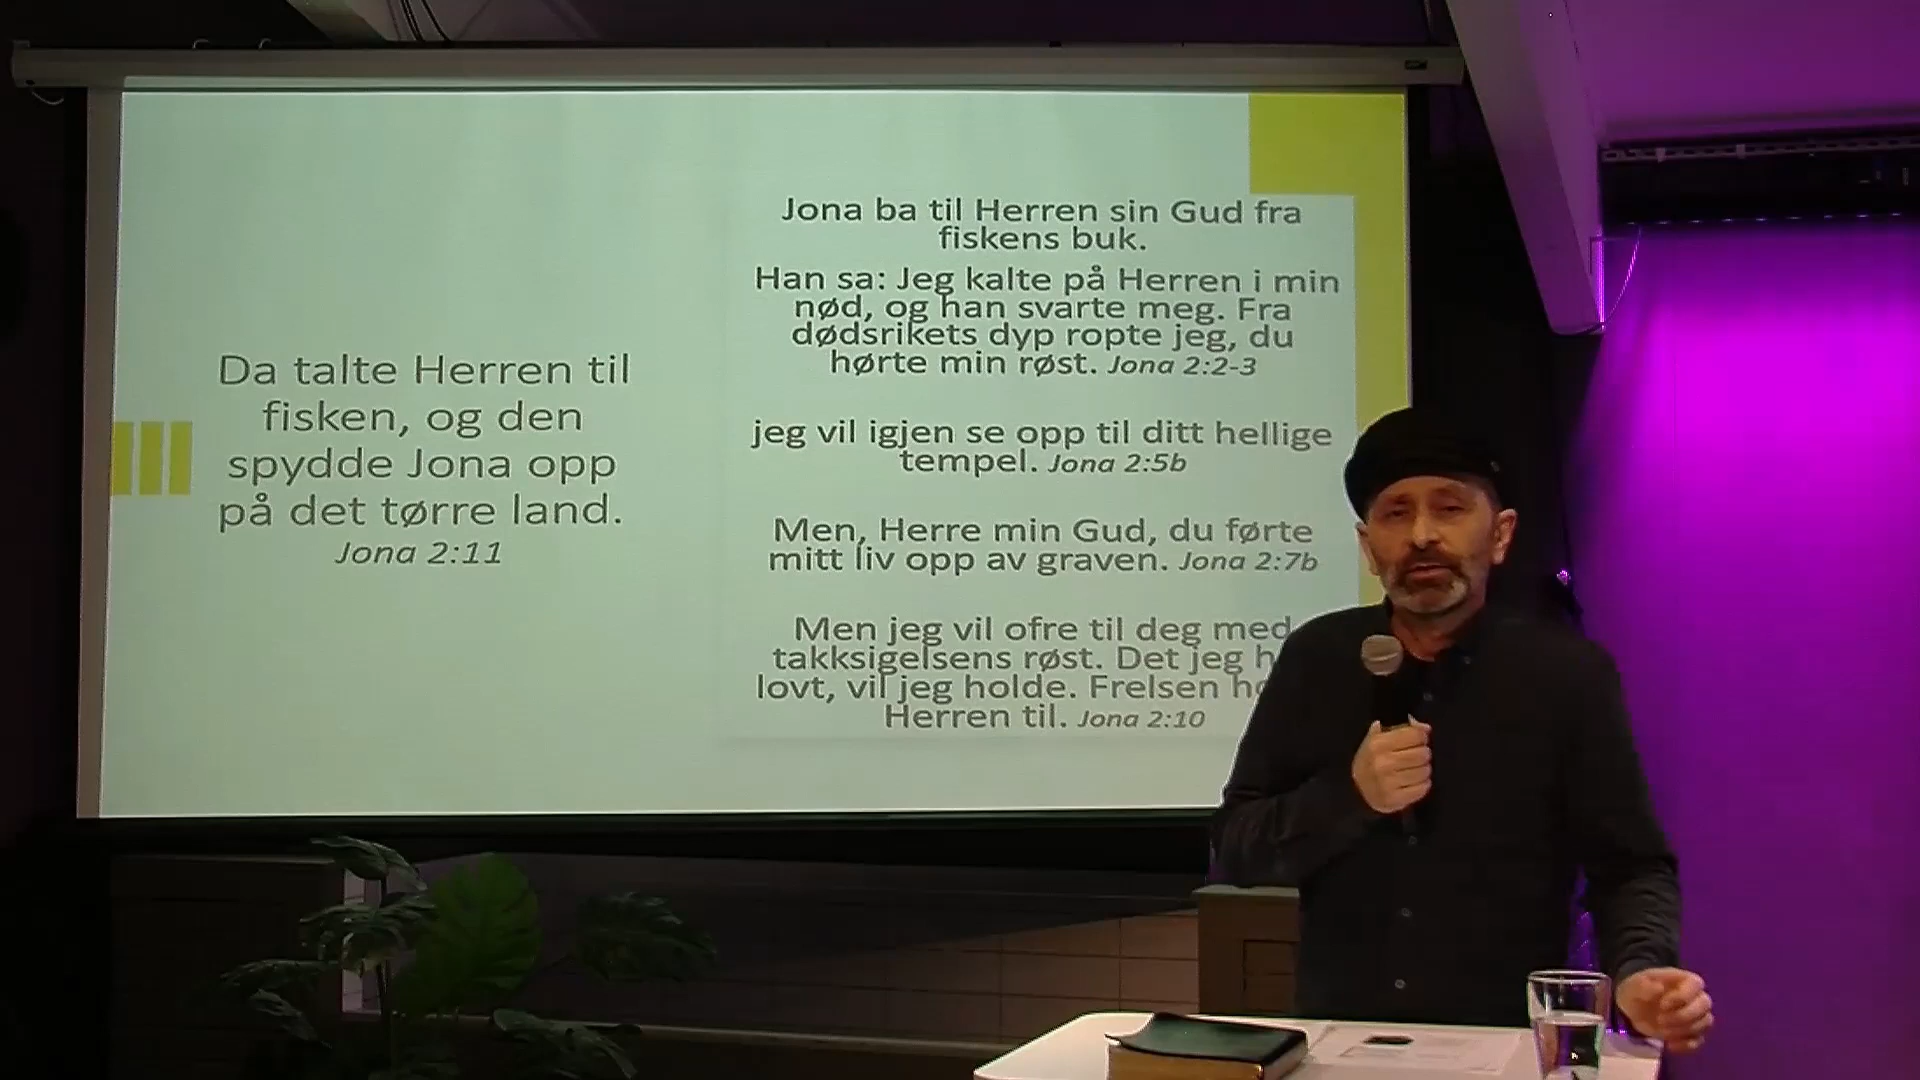 Da talte Herren til
fisken, og den
spydde Jona opp
på det tørre land.
Jona 2:11
Jona ba til Herren sin Gud fra
fiskens buk.
Han sa: Jeg kalte på Herren i min
nød, og han svarte meg. Fra
dødsrikets dyp ropte jeg, du
hørte min røst. Jona 2:2-3
jeg vil igjen se opp til ditt hellige
tempel. Jona 2:5b
Men, Herre min Gud, du førte
mitt liv opp av graven. Jona 2:7b
Men jeg vil ofre til deg med
takksigelsens røst. Det jeg
lovt, vil jeg holde. Frelsen
Herren til. Jona 2:10